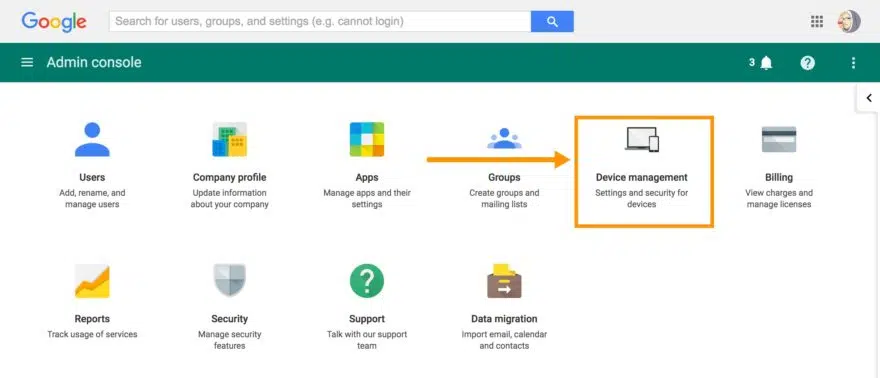 Google
Search for users, groups, and settings (e.g. cannot login)
Admin console
3
?
Users
Add, rename, and
manage users
Company profile
Update information
about your company
Apps
Manage apps and their
settings
Groups
Create groups and
mailing lists
Device management
Settings and security for
devices
Billing
View charges and
manage licenses
Reports
Track usage of services
Security
Manage security
features
?
Support
Talk with our support
team
Data migration
Import email, calendar
and contacts